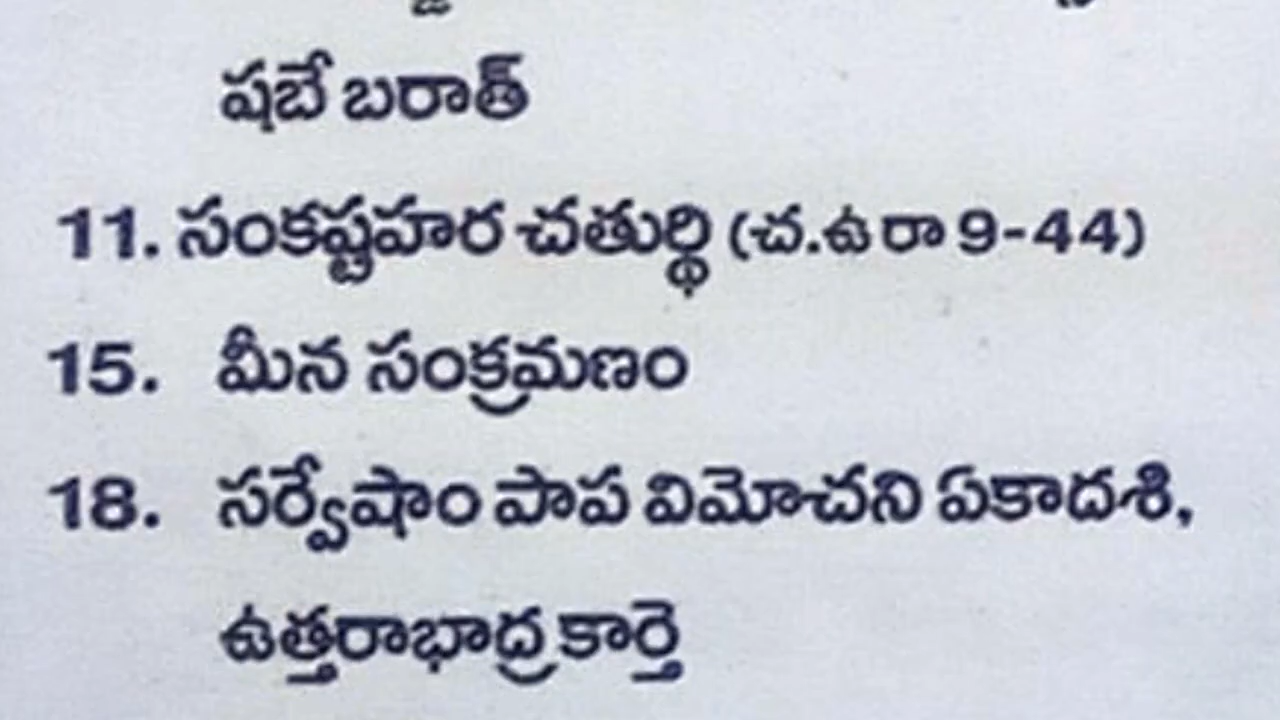 షబే బరాత్
11. సంకష్టహర చతుర్థి (చ.ఉ రా 9-44)
15. మీన సంక్రమణం
18. సర్వేషాం పాప విమోచని ఏకాదశి,
ఉత్తరాభాద్ర కార్తె